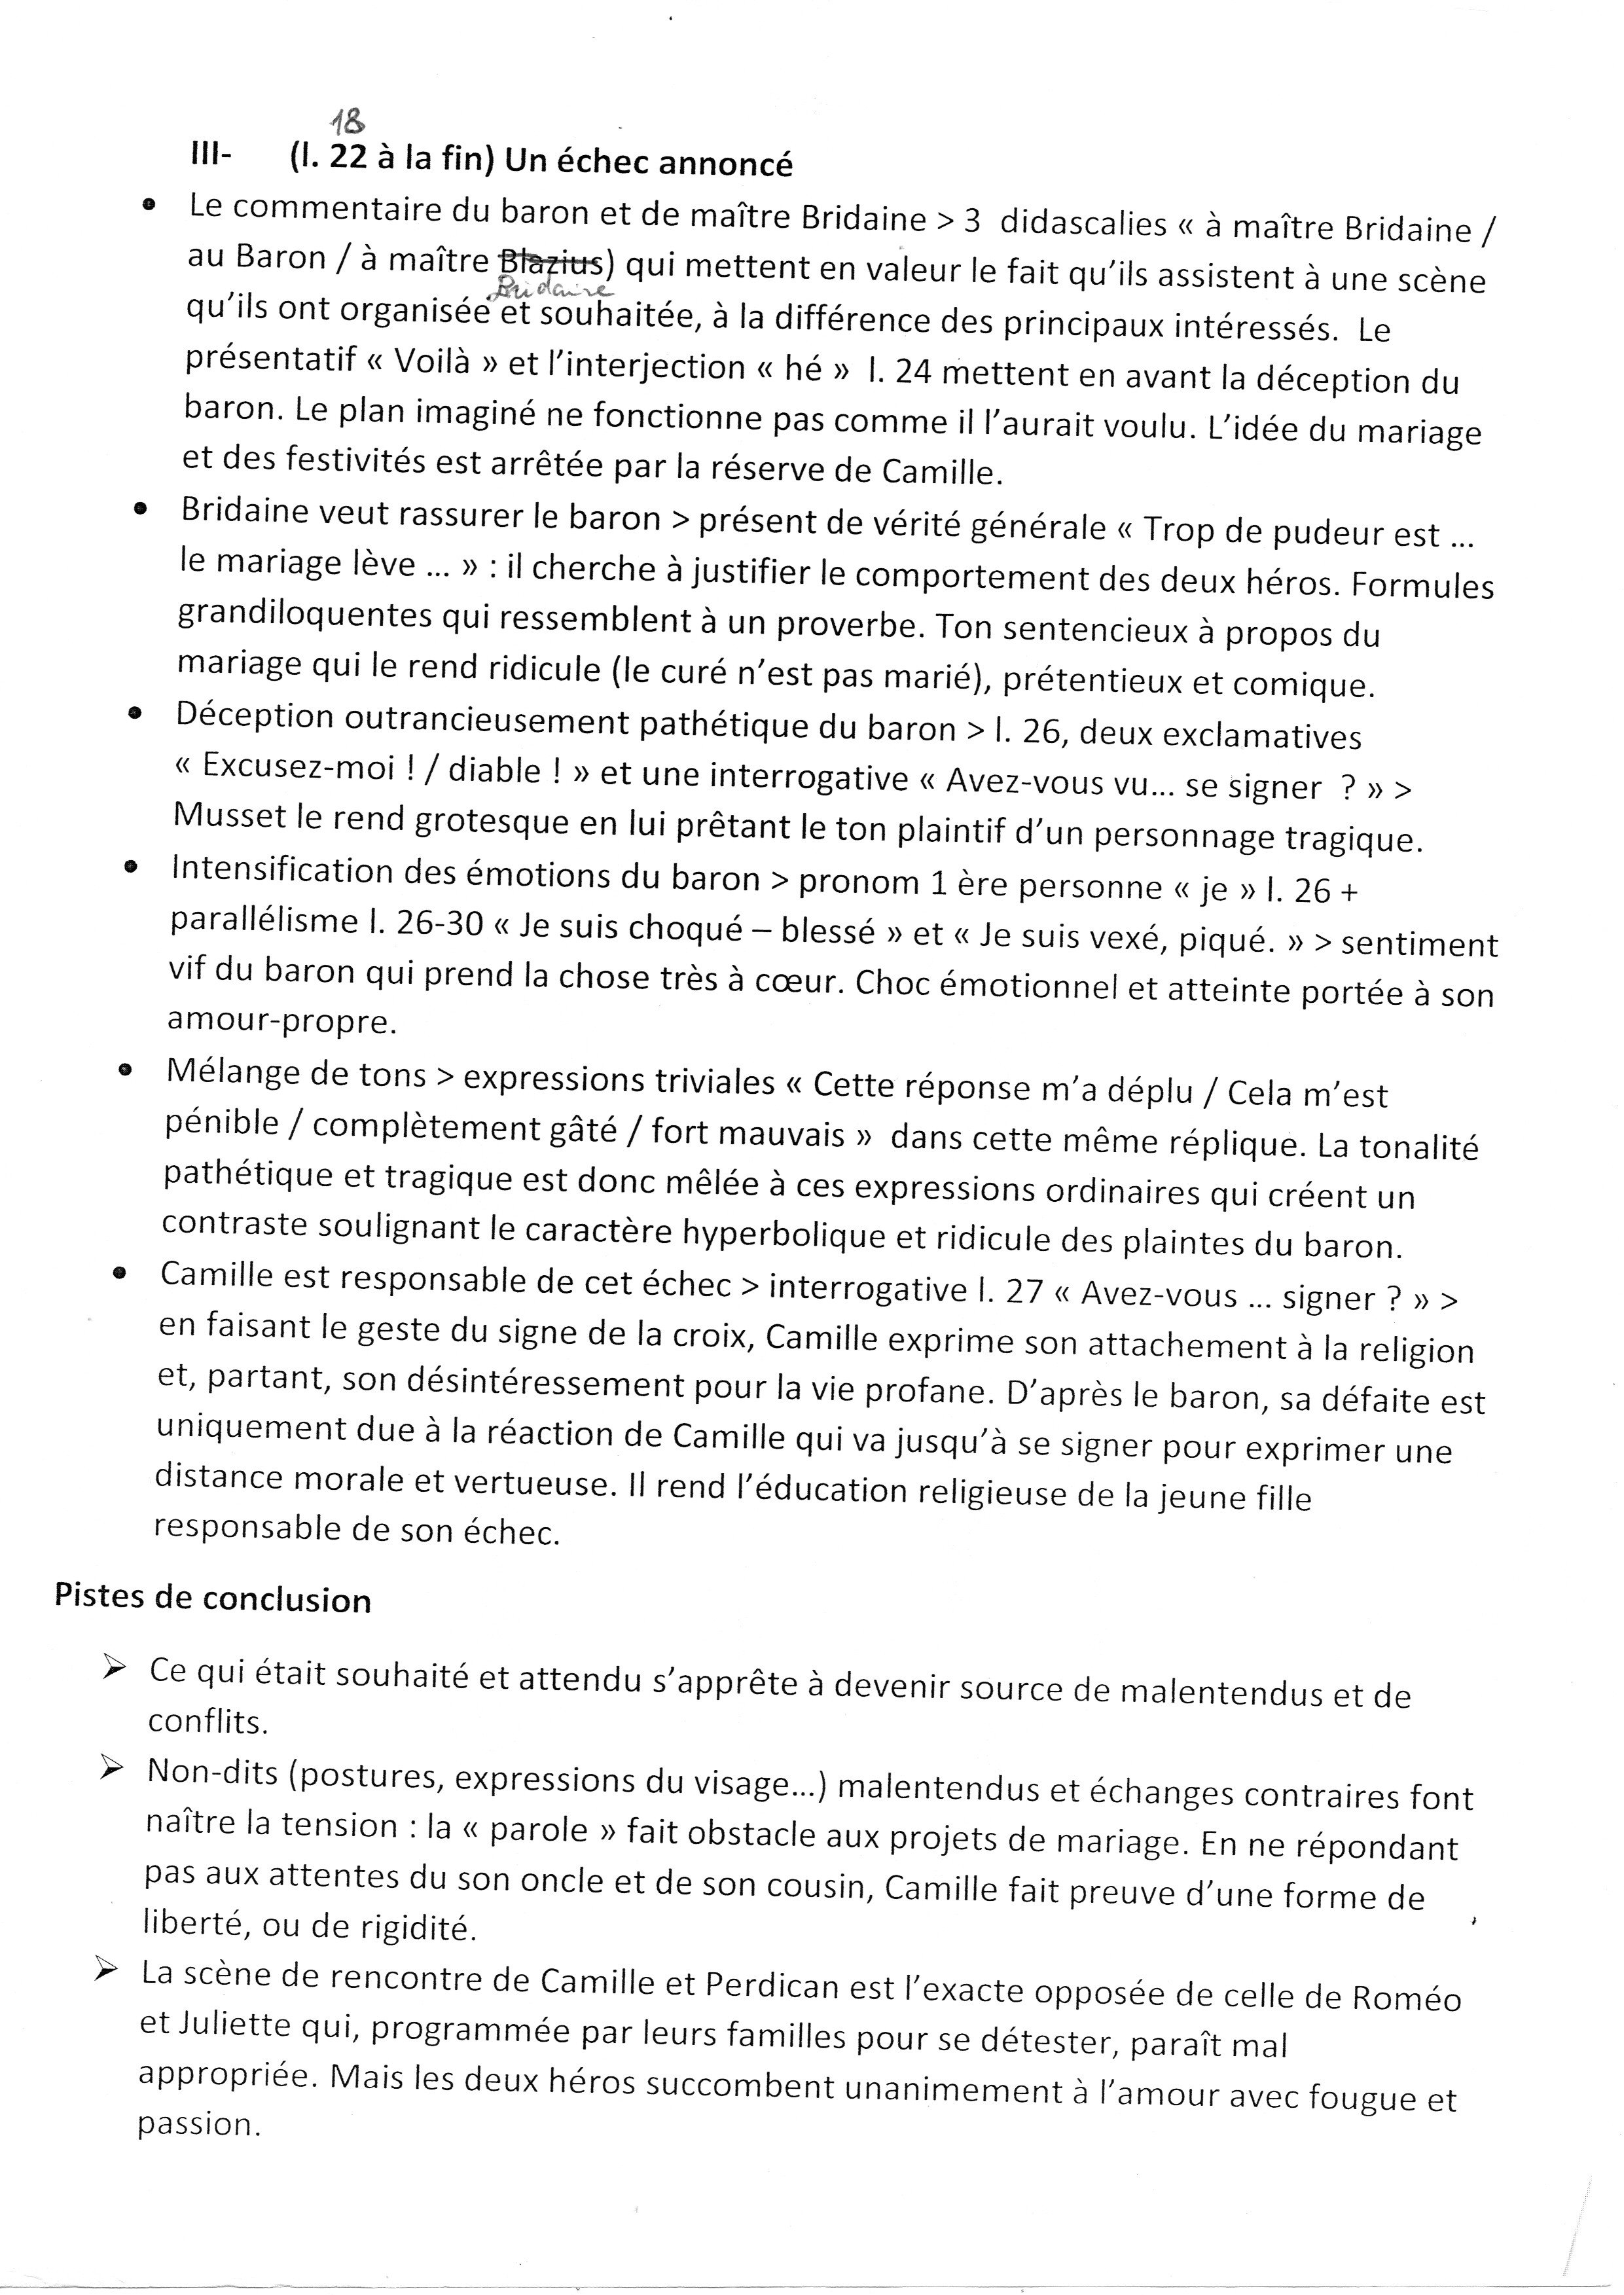 18
III- (l. 22 à la fin) Un échec annoncé
• Le commentaire du baron et de maître Bridaine > 3 didascalies « à maître Bridaine /
au Baron / à maître Blazius) qui mettent en valeur le fait qu'ils assistent à une scène
Bridaine
qu'ils ont organisée et souhaitée, à la différence des principaux intéressés. Le
présentatif « Voilà » et l'interjection « hé » l. 24 mettent en avant la déception du
baron. Le plan imaginé ne fonctionne pas comme il l'aurait voulu. L'idée du mariage
et des festivités est arrêtée par la réserve de Camille.
• Bridaine veut rassurer le baron > présent de vérité générale « Trop de pudeur est ...
le mariage lève ... » : il cherche à justifier le comportement des deux héros. Formules
grandiloquentes qui ressemblent à un proverbe. Ton sentencieux à propos du
mariage qui le rend ridicule (le curé n'est pas marié), prétentieux et comique.
• Déception outrancieusement pathétique du baron > l. 26, deux exclamatives
« Excusez-moi ! / diable ! » et une interrogative « Avez-vous vu... se signer ? » >
Musset le rend grotesque en lui prêtant le ton plaintif d'un personnage tragique.
• Intensification des émotions du baron > pronom 1 ère personne « je » l. 26 +
parallélisme l. 26-30 « Je suis choqué – blessé » et « Je suis vexé, piqué. » > sentiment
vif du baron qui prend la chose très à cœur. Choc émotionnel et atteinte portée à son
amour-propre.
• Mélange de tons > expressions triviales « Cette réponse m'a déplu / Cela m'est
pénible / complètement gâté / fort mauvais » dans cette même réplique. La tonalité
pathétique et tragique est donc mêlée à ces expressions ordinaires qui créent un
contraste soulignant le caractère hyperbolique et ridicule des plaintes du baron.
• Camille est responsable de cet échec > interrogative l. 27 « Avez-vous ... signer ? » >
en faisant le geste du signe de la croix, Camille exprime son attachement à la religion
et, partant, son désintéressement pour la vie profane. D'après le baron, sa défaite est
uniquement due à la réaction de Camille qui va jusqu'à se signer pour exprimer une
distance morale et vertueuse. Il rend l'éducation religieuse de la jeune fille
responsable de son échec.
Pistes de conclusion
➢ Ce qui était souhaité et attendu s'apprête à devenir source de malentendus et de
conflits.
➢ Non-dits (postures, expressions du visage...) malentendus et échanges contraires font
naître la tension : la « parole » fait obstacle aux projets de mariage. En ne répondant
pas aux attentes du son oncle et de son cousin, Camille fait preuve d'une forme de
liberté, ou de rigidité.
➢ La scène de rencontre de Camille et Perdican est l'exacte opposée de celle de Roméo
et Juliette qui, programmée par leurs familles pour se détester, paraît mal
appropriée. Mais les deux héros succombent unanimement à l'amour avec fougue et
passion.